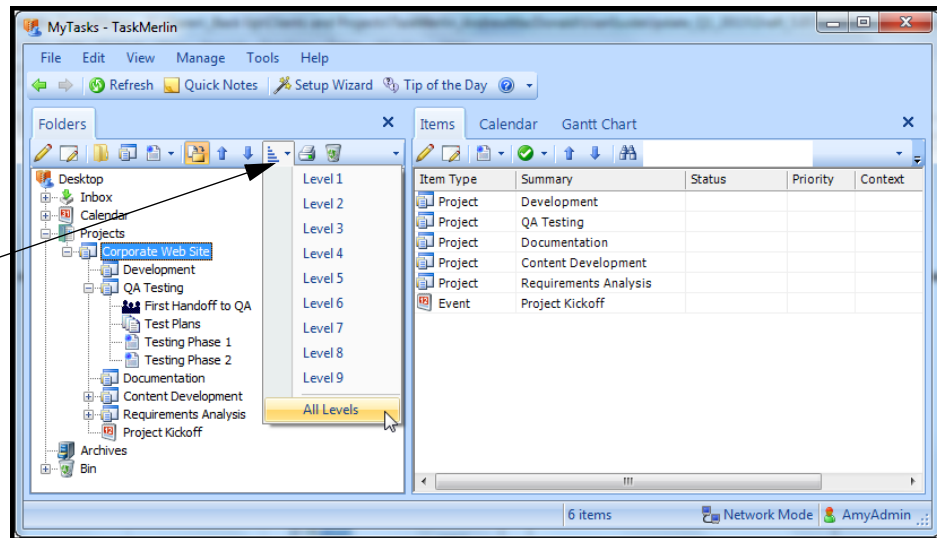 MyTasks - TaskMerlin
File Edit View Manage Tools Help
Refresh Quick Notes Setup Wizard Tip of the Day
Folders
Desktop
Inbox
Calendar
Projects
Corporate Web Site
Development
QA Testing
First Handoff to QA
Test Plans
Testing Phase 1
Testing Phase 2
Documentation
Content Development
Requirements Analysis
Project Kickoff
Archives
Bin
Level 1
Level 2
Level 3
Level 4
Level 5
Level 6
Level 7
Level 8
Level 9
All Levels
Items Calendar Gantt Chart
Item Type Summary Status Priority Context
Project Development
Project QA Testing
Project Documentation
Project Content Development
Project Requirements Analysis
Event Project Kickoff
6 items Network Mode AmyAdmin